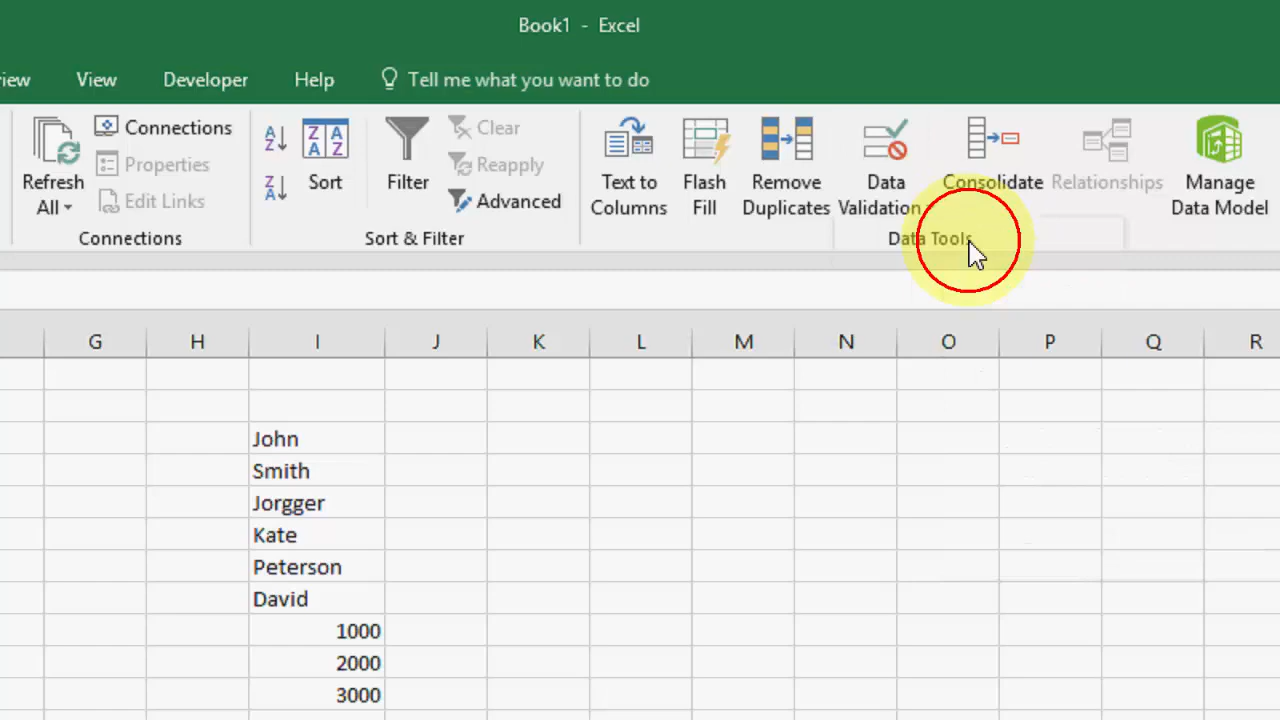 Book1 - Excel
iew View Developer Help Tell me what you want to do
Refresh All
Connections
Properties
Edit Links
Connections
A Z
Z A
Z A A Z
Sort
Filter
Clear
Reapply
Advanced
Sort & Filter
Text to Columns
Flash Fill
Remove Duplicates
Data Validation
Consolidate
Relationships
Manage Data Model
Data Tools
G H I J K L M N O P Q R
John
Smith
Jorgger
Kate
Peterson
David
1000
2000
3000